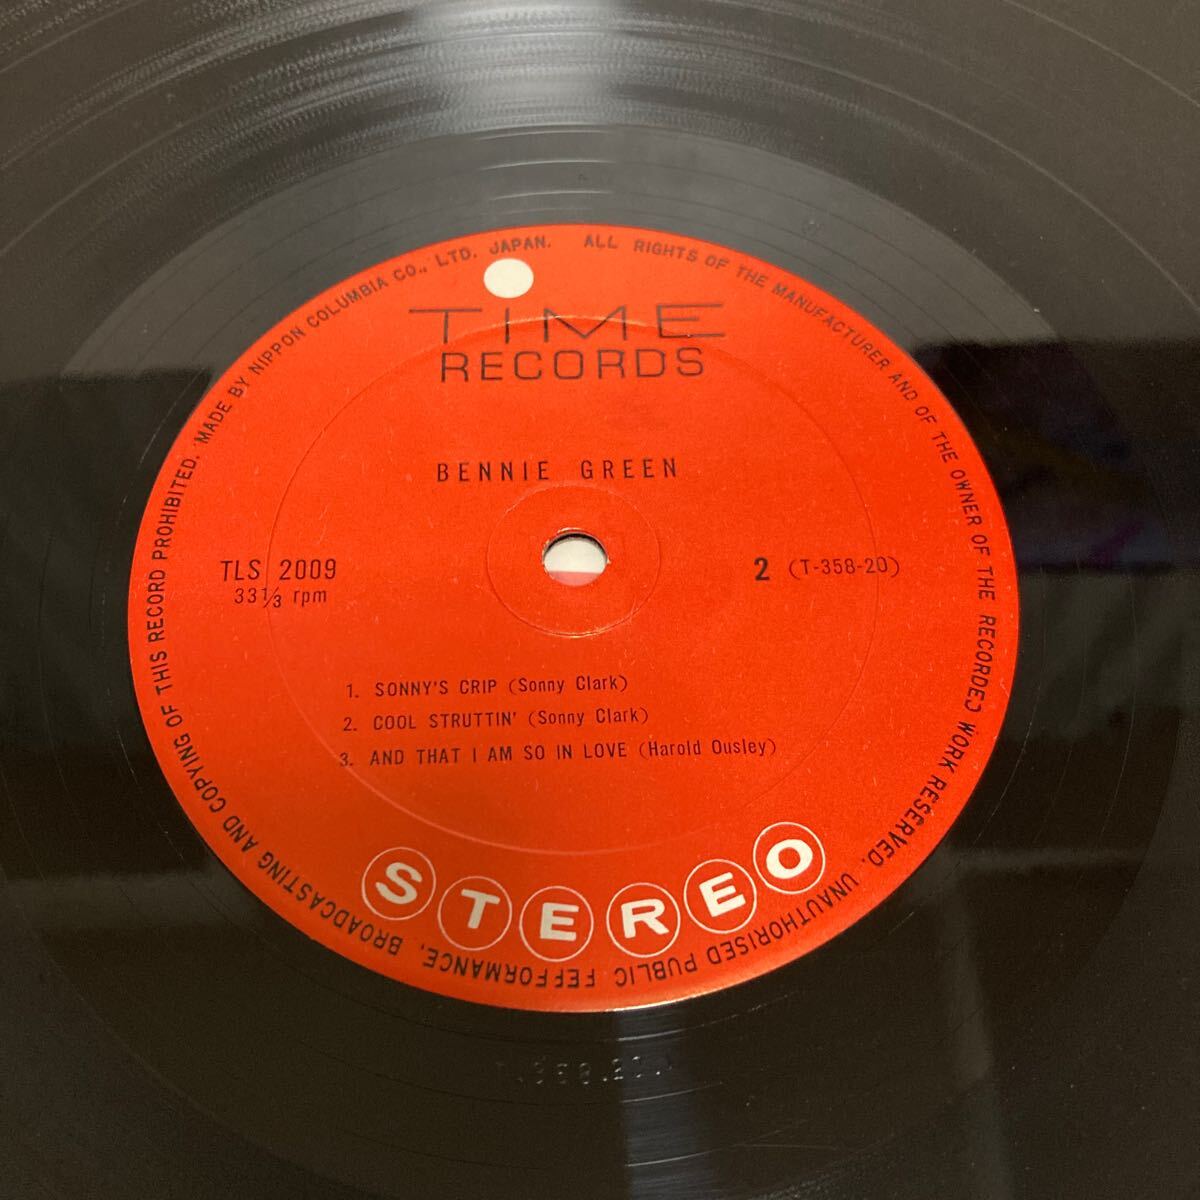 MADE BY NIPPON COLUMBIA CO., LTD. JAPAN. ALL RIGHTS OF THE MANUFACTURER AND OF THE OWNER OF THE RECORDED WORK RESERVED. UNAUTHORISED PUBLIC FEFFORMANCE, BROADCASTING AND COPYING OF THIS RECORD PROHIBITED.
TIME
RECORDS
BENNIE GREEN
TLS 2009
33 1/3 rpm
2 (T-358-20)
1. SONNY'S CRIP (Sonny Clark)
2. COOL STRUTTIN' (Sonny Clark)
3. AND THAT I AM SO IN LOVE (Harold Ousley)
STEREO